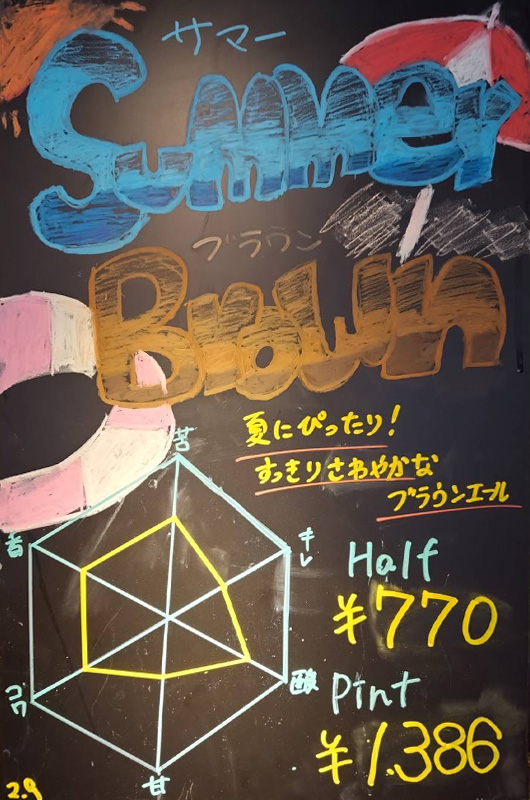 サマー
Summer
ブラウン
Brown
夏にぴったり！
すっきりさわやかな
ブラウンエール
苦
キレ
香
Half
¥770
酸
コク
Pint
¥1,386
甘
2.9